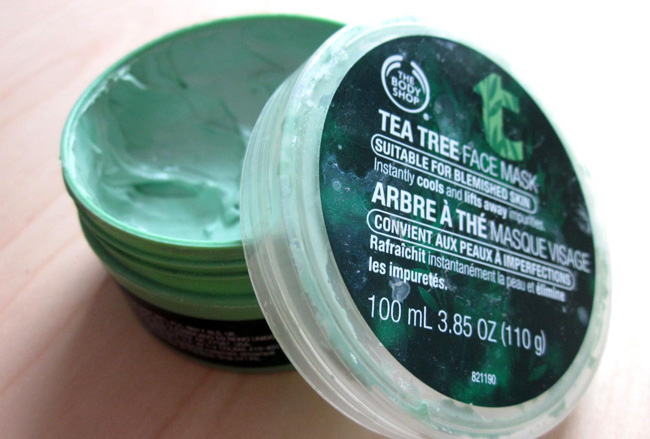 THE
BODY
SHOP
t
TEA TREE FACE MASK
SUITABLE FOR BLEMISHED SKIN
Instantly cools and lifts away impurities.
ARBRE À THÉ MASQUE VISAGE
CONVIENT AUX PEAUX À IMPERFECTIONS
Rafraîchit instantanément la peau et élimine
les impuretés.
100 mL 3.85 OZ (110 g)
821190